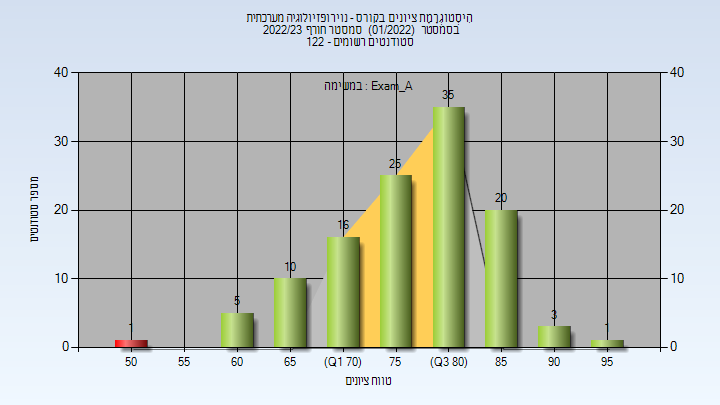 היסטוגרמת ציונים בקורס - נוירופזיולוגיה מערכתית
בסמסטר (01/2022) סמסטר חורף 2022/23
סטודנטים רשומים - 122
במשימה : Exam_A
40 40
30 30
20 20
10 10
0 0
מספר סטודנטים
1 5 10 16 25 35 20 3 1
50 55 60 65 (Q1 70) 75 (Q3 80) 85 90 95
טווח ציונים